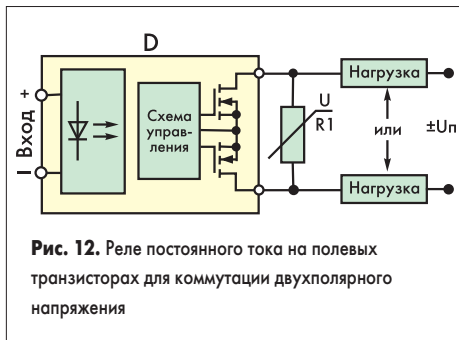 D
Вход
+
–
Схема
управ-
ления
U
R1
Нагрузка
или
Нагрузка
±Uп
Рис. 12. Реле постоянного тока на полевых
транзисторах для коммутации двухполярного
напряжения